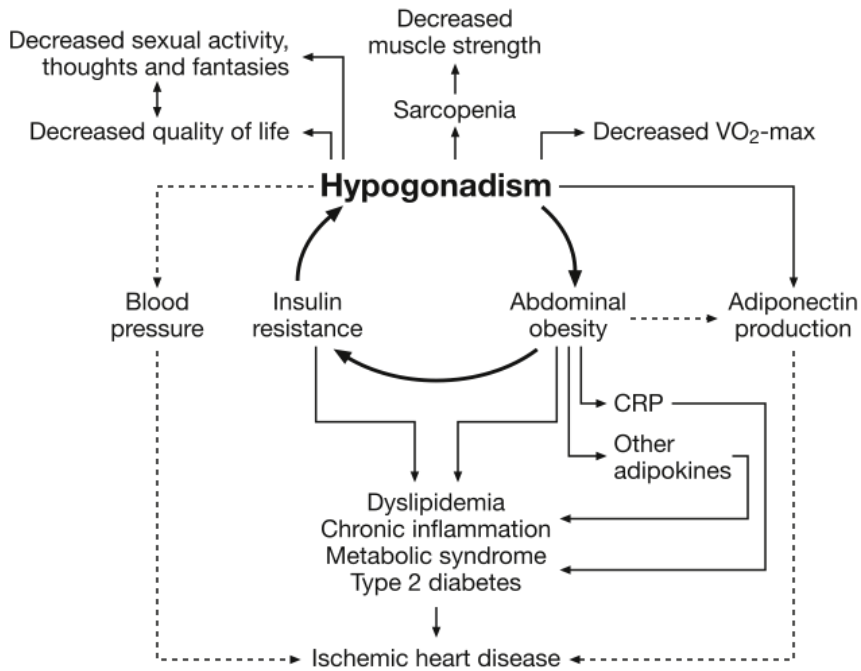 Decreased sexual activity,
thoughts and fantasies
Decreased quality of life
Decreased
muscle strength
Sarcopenia
Decreased VO₂-max
Hypogonadism
Blood
pressure
Insulin
resistance
Abdominal
obesity
Adiponectin
production
CRP
Other
adipokines
Dyslipidemia
Chronic inflammation
Metabolic syndrome
Type 2 diabetes
Ischemic heart disease